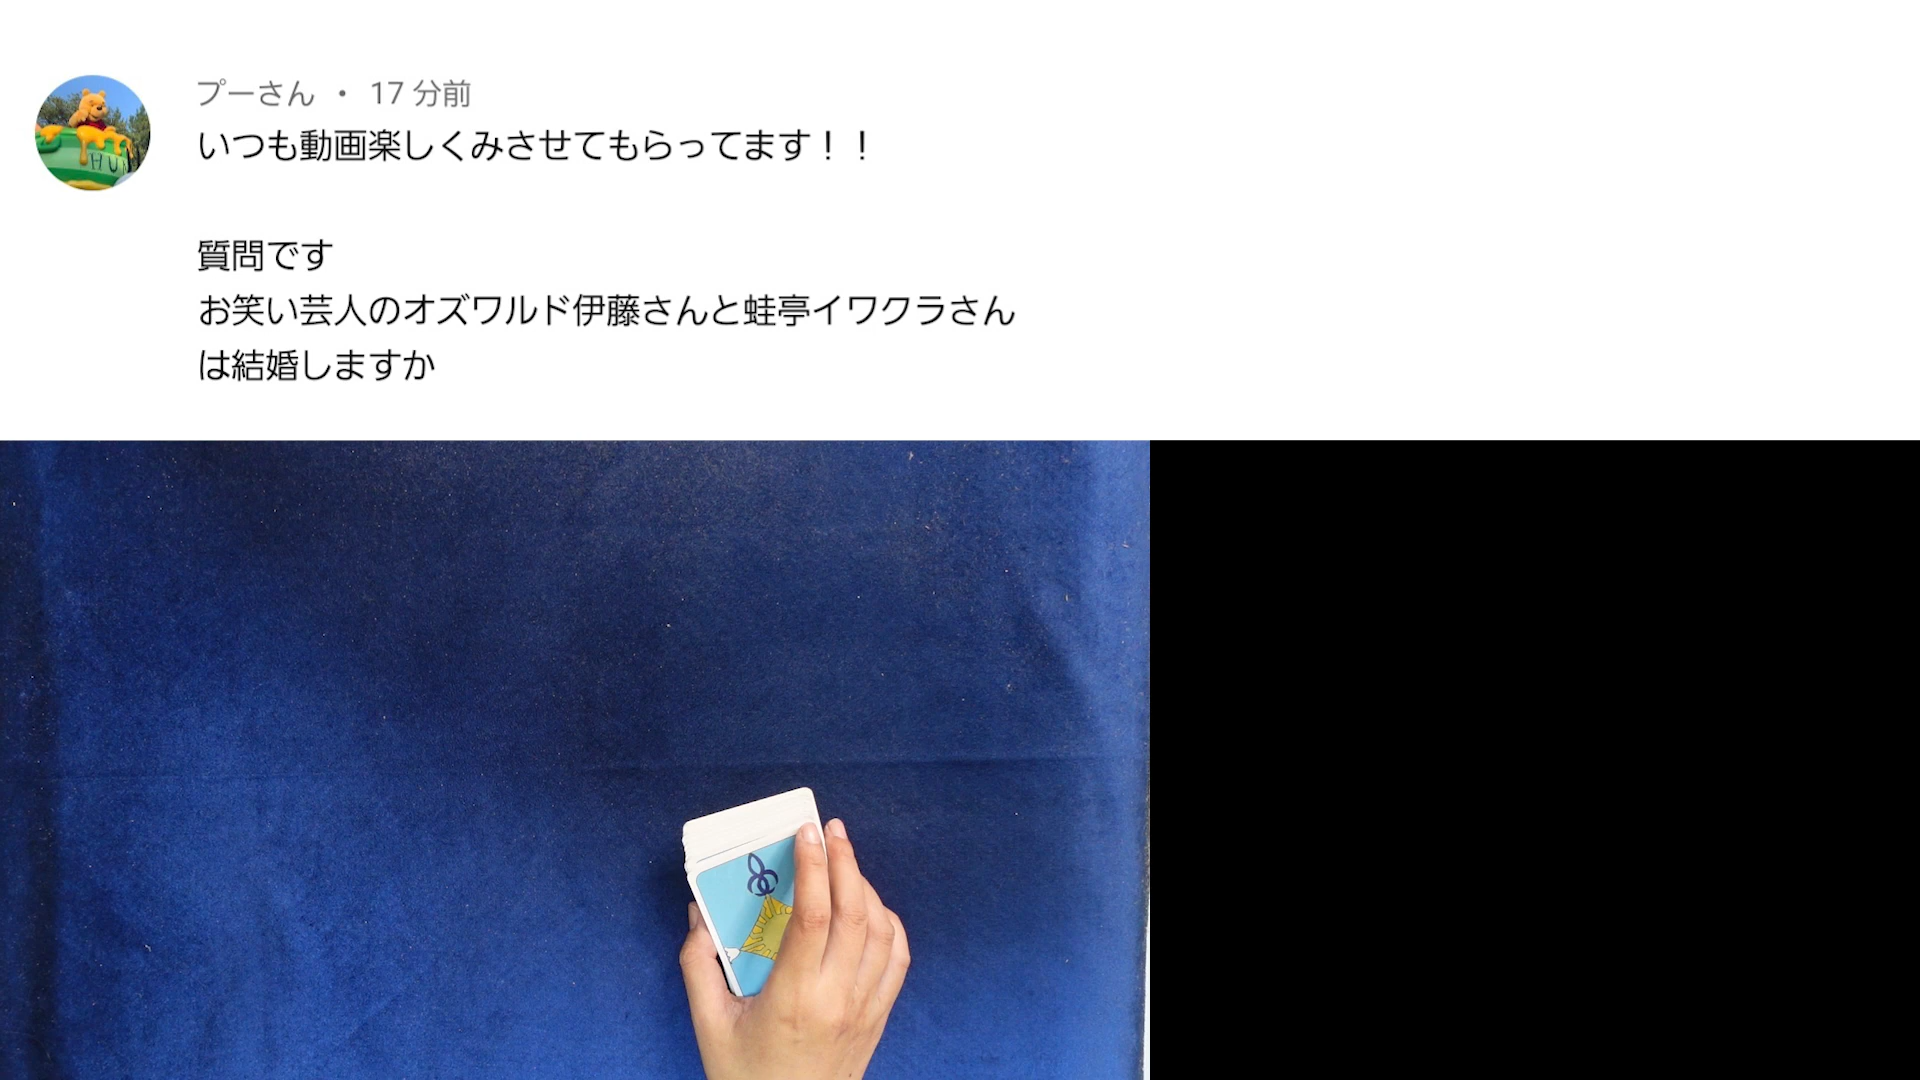 プーさん ・ 17 分前
いつも動画楽しくみさせてもらってます！！
質問です
お笑い芸人のオズワルド伊藤さんと蛙亭イワクラさん
は結婚しますか
HUN